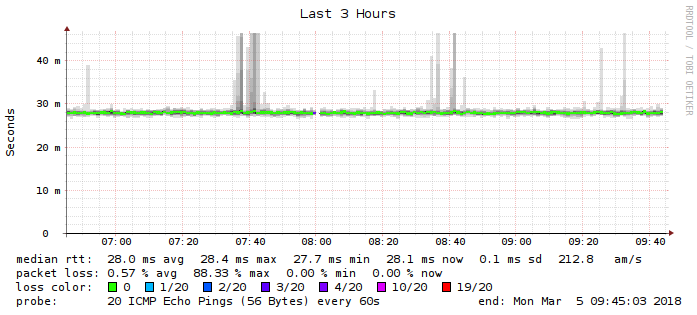 Last 3 Hours
RRDTOOL / TOBI OETIKER
Seconds
40 m
30 m
20 m
10 m
0
07:00 07:20 07:40 08:00 08:20 08:40 09:00 09:20 09:40
median rtt: 28.0 ms avg 28.4 ms max 27.7 ms min 28.1 ms now 0.1 ms sd 212.8 am/s
packet loss: 0.57 % avg 88.33 % max 0.00 % min 0.00 % now
loss color: 0 1/20 2/20 3/20 4/20 10/20 19/20
probe: 20 ICMP Echo Pings (56 Bytes) every 60s end: Mon Mar 5 09:45:03 2018